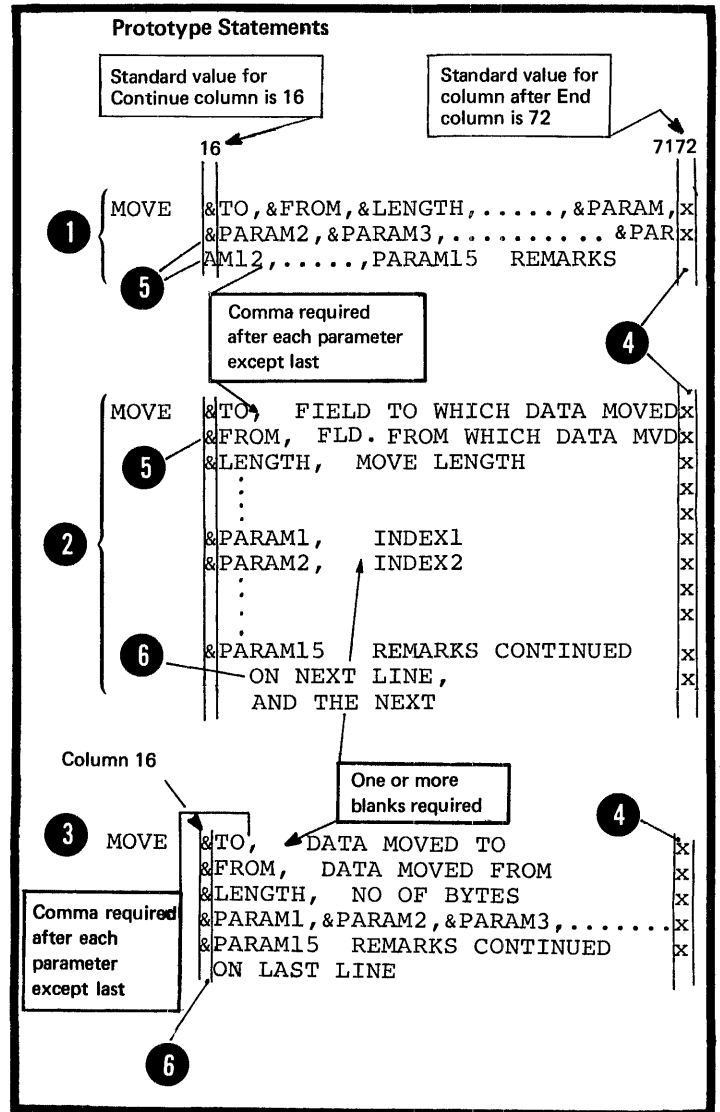 Prototype Statements
Standard value for
Continue column is 16
Standard value for
column after End
column is 72
16
7172
1
MOVE &TO,&FROM,&LENGTH,.....,&PARAM,x
&PARAM2,&PARAM3,.......... &PARx
AM12,.....,PARAM15 REMARKS
5
Comma required
after each parameter
except last
4
2
MOVE &TO, FIELD TO WHICH DATA MOVEDx
&FROM, FLD. FROM WHICH DATA MVDx
&LENGTH, MOVE LENGTH x
x
x
&PARAM1, INDEX1 x
&PARAM2, INDEX2 x
x
x
&PARAM15 REMARKS CONTINUED x
ON NEXT LINE, x
AND THE NEXT
5
6
Column 16
One or more
blanks required
4
3
MOVE &TO, DATA MOVED TO x
&FROM, DATA MOVED FROM x
&LENGTH, NO OF BYTES x
&PARAM1,&PARAM2,&PARAM3,........x
&PARAM15 REMARKS CONTINUED x
ON LAST LINE
Comma required
after each
parameter
except last
6